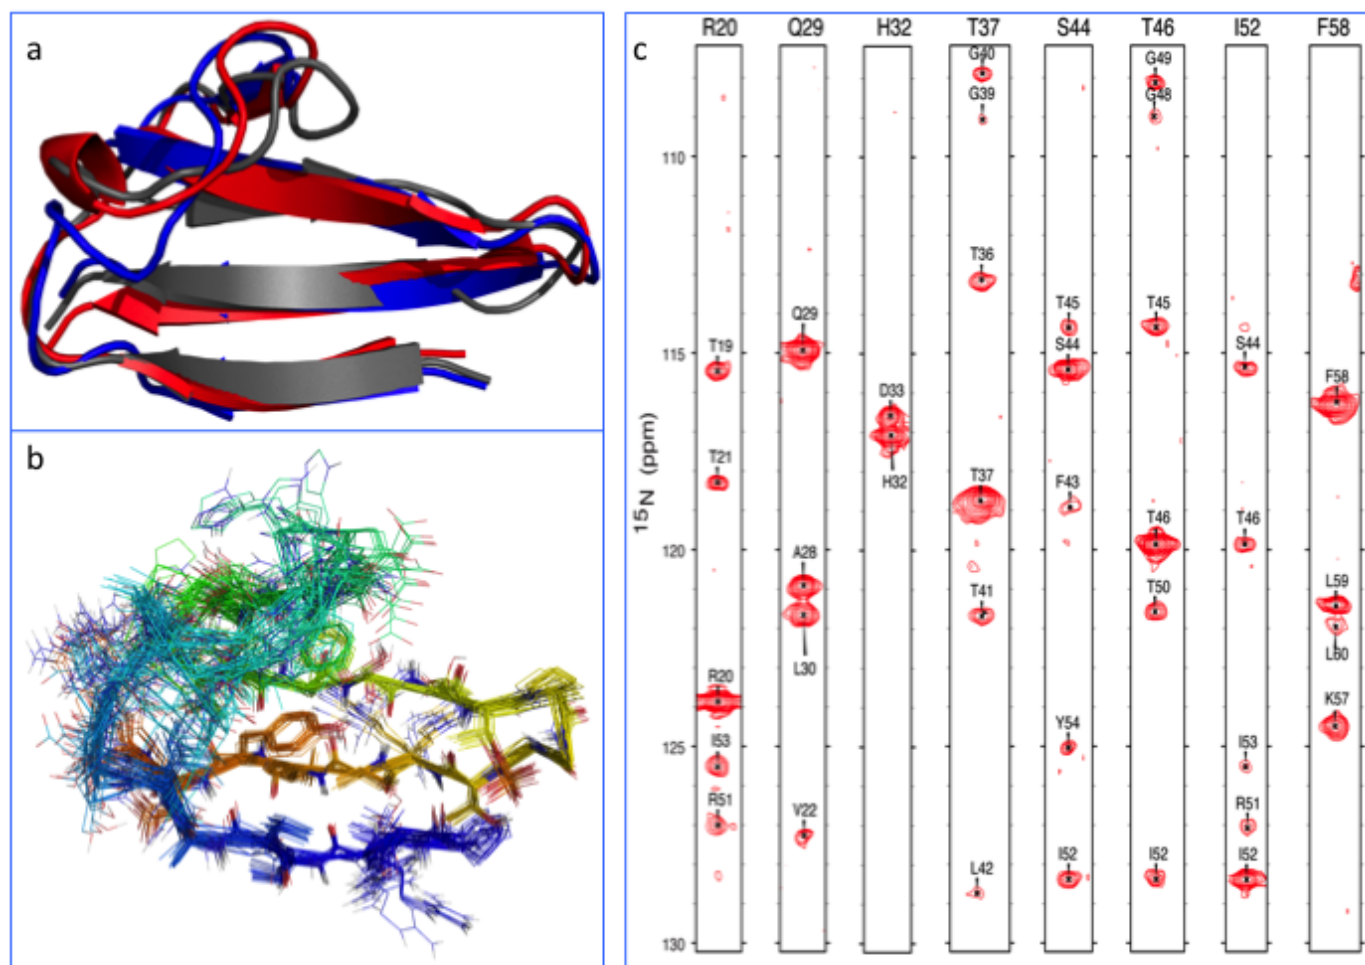 a
b
c
R20 Q29 H32 T37 S44 T46 I52 F58
15N (ppm)
110
115
120
125
130
T19
T21
R20
I53
R51
Q29
A28
L30
V22
D33
H32
G40
G39
T36
T37
T41
L42
T45
S44
F43
Y54
I52
G49
G48
T45
T46
T50
I52
S44
T46
I53
R51
I52
F58
L59
L60
K57